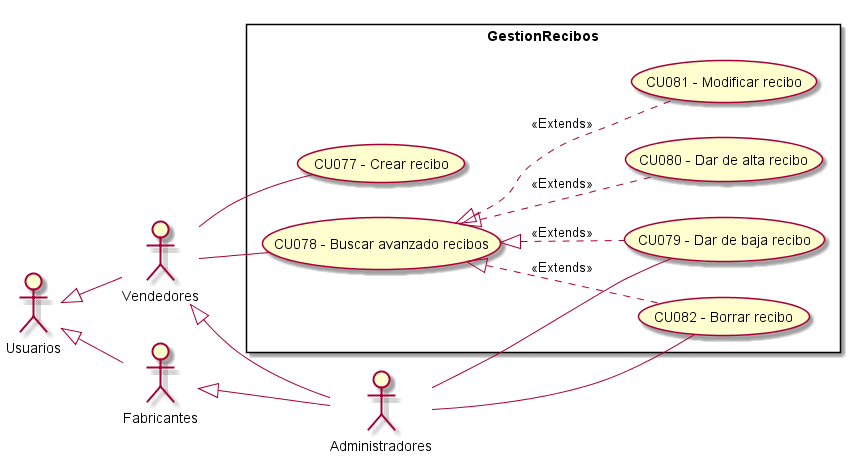 GestionRecibos
CU081 - Modificar recibo
«Extends»
CU080 - Dar de alta recibo
CU077 - Crear recibo
«Extends»
«Extends»
CU079 - Dar de baja recibo
CU078 - Buscar avanzado recibos
«Extends»
Vendedores
CU082 - Borrar recibo
Usuarios
Fabricantes
Administradores